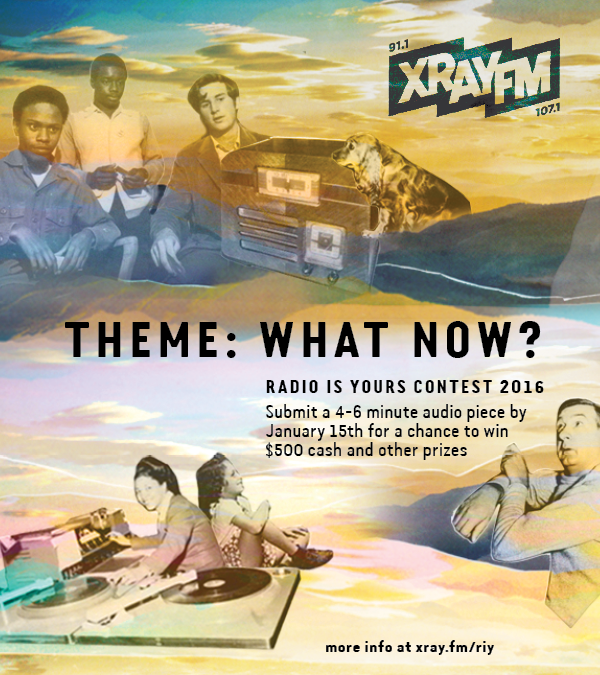 91.1
XRAYFM
107.1
THEME: WHAT NOW?
RADIO IS YOURS CONTEST 2016
Submit a 4-6 minute audio piece by
January 15th for a chance to win
$500 cash and other prizes
more info at xray.fm/riy